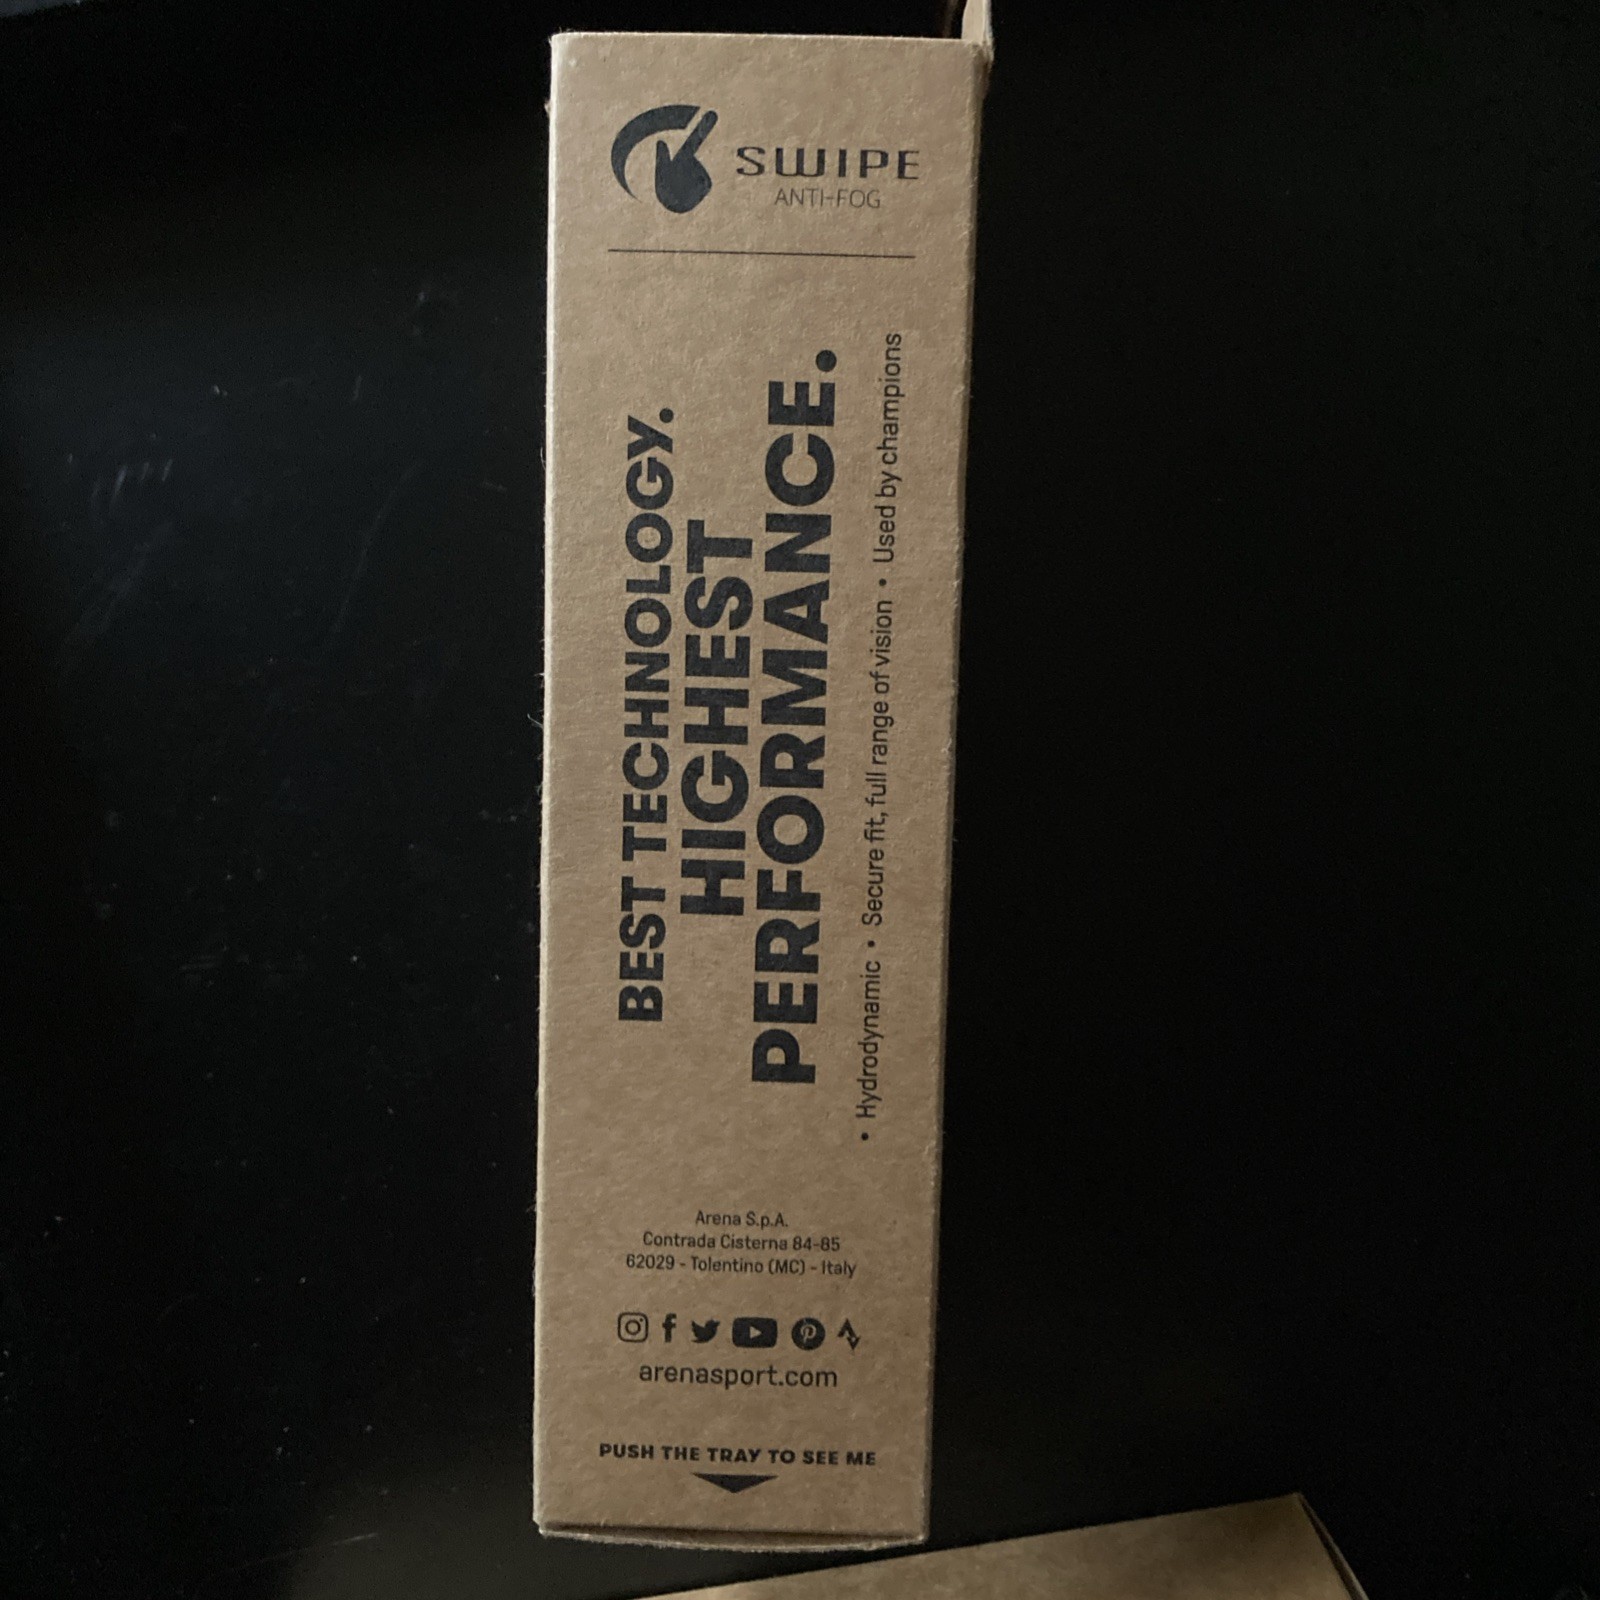 SWIPE
ANTI-FOG
BEST TECHNOLOGY.
HIGHEST
PERFORMANCE.
• Hydrodynamic • Secure fit, full range of vision • Used by champions
Arena S.p.A.
Contrada Cisterna 84-85
62029 - Tolentino (MC) - Italy
arenasport.com
PUSH THE TRAY TO SEE ME